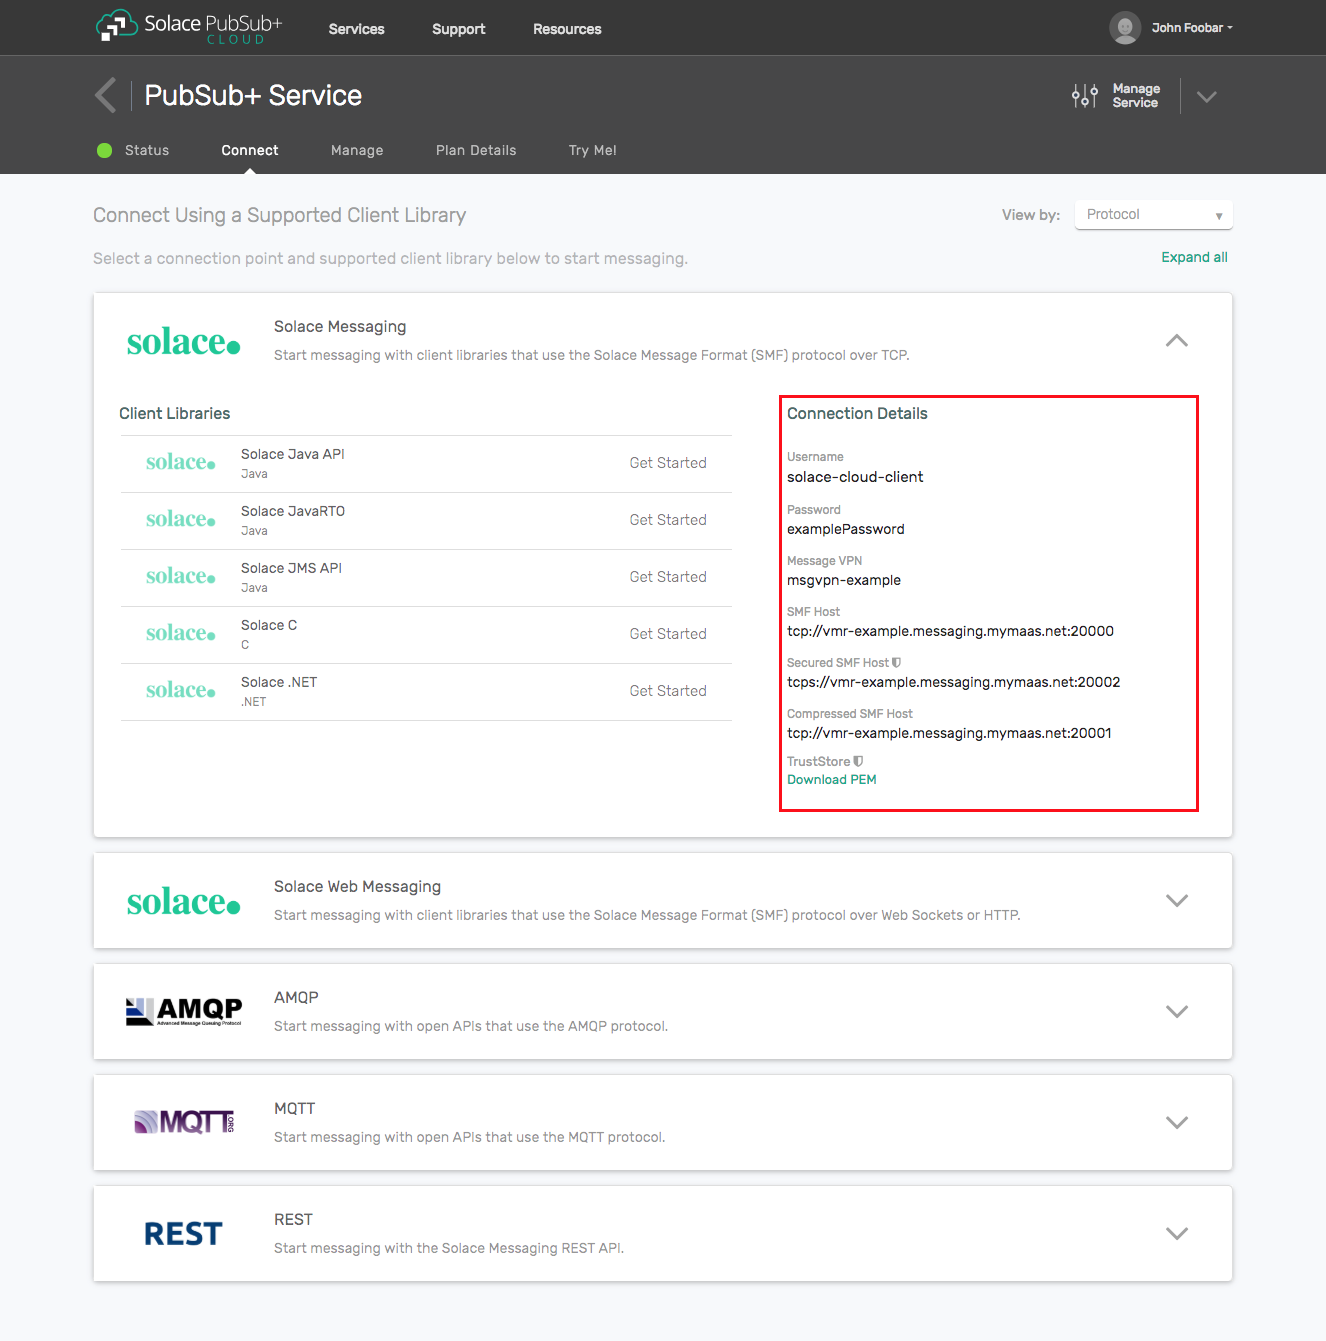 Solace PubSub+
CLOUD
Services
Support
Resources
John Foobar
PubSub+ Service
Manage
Service
Status
Connect
Manage
Plan Details
Try Me!
Connect Using a Supported Client Library
View by:
Protocol
Select a connection point and supported client library below to start messaging.
Expand all
solace.
Solace Messaging
Start messaging with client libraries that use the Solace Message Format (SMF) protocol over TCP.
Client Libraries
solace.
Solace Java API
Java
Get Started
solace.
Solace JavaRTO
Java
Get Started
solace.
Solace JMS API
Java
Get Started
solace.
Solace C
C
Get Started
solace.
Solace .NET
.NET
Get Started
Connection Details
Username
solace-cloud-client
Password
examplePassword
Message VPN
msgvpn-example
SMF Host
tcp://vmr-example.messaging.mymaas.net:20000
Secured SMF Host
tcps://vmr-example.messaging.mymaas.net:20002
Compressed SMF Host
tcp://vmr-example.messaging.mymaas.net:20001
TrustStore
Download PEM
solace.
Solace Web Messaging
Start messaging with client libraries that use the Solace Message Format (SMF) protocol over Web Sockets or HTTP.
AMQP
Advanced Message Queuing Protocol
AMQP
Start messaging with open APIs that use the AMQP protocol.
MQTT.ORG
MQTT
Start messaging with open APIs that use the MQTT protocol.
REST
REST
Start messaging with the Solace Messaging REST API.